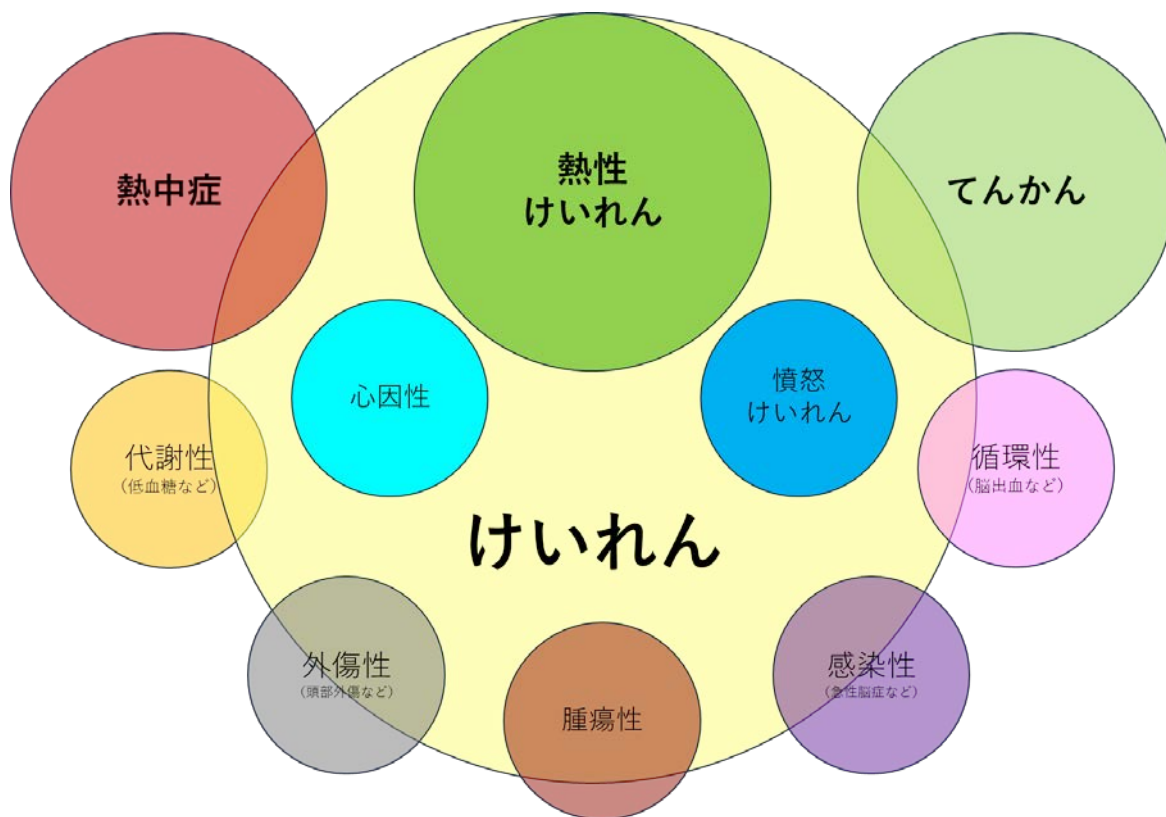 熱中症
熱性
けいれん
てんかん
心因性
憤怒
けいれん
代謝性
(低血糖など)
循環性
(脳出血など)
けいれん
外傷性
(頭部外傷など)
腫瘍性
感染性
(急性脳症など)